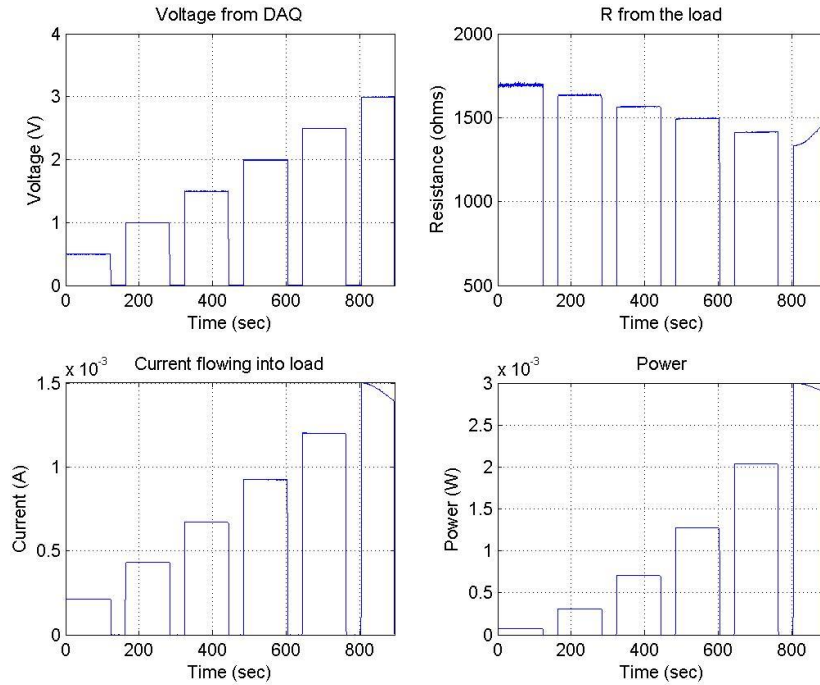 Voltage from DAQ
4
3
2
1
0
Voltage (V)
0 200 400 600 800
Time (sec)
R from the load
2000
1500
1000
500
Resistance (ohms)
0 200 400 600 800
Time (sec)
Current flowing into load
x 10⁻³
1.5
1
0.5
0
Current (A)
0 200 400 600 800
Time (sec)
Power
x 10⁻³
3
2.5
2
1.5
1
0.5
0
Power (W)
0 200 400 600 800
Time (sec)